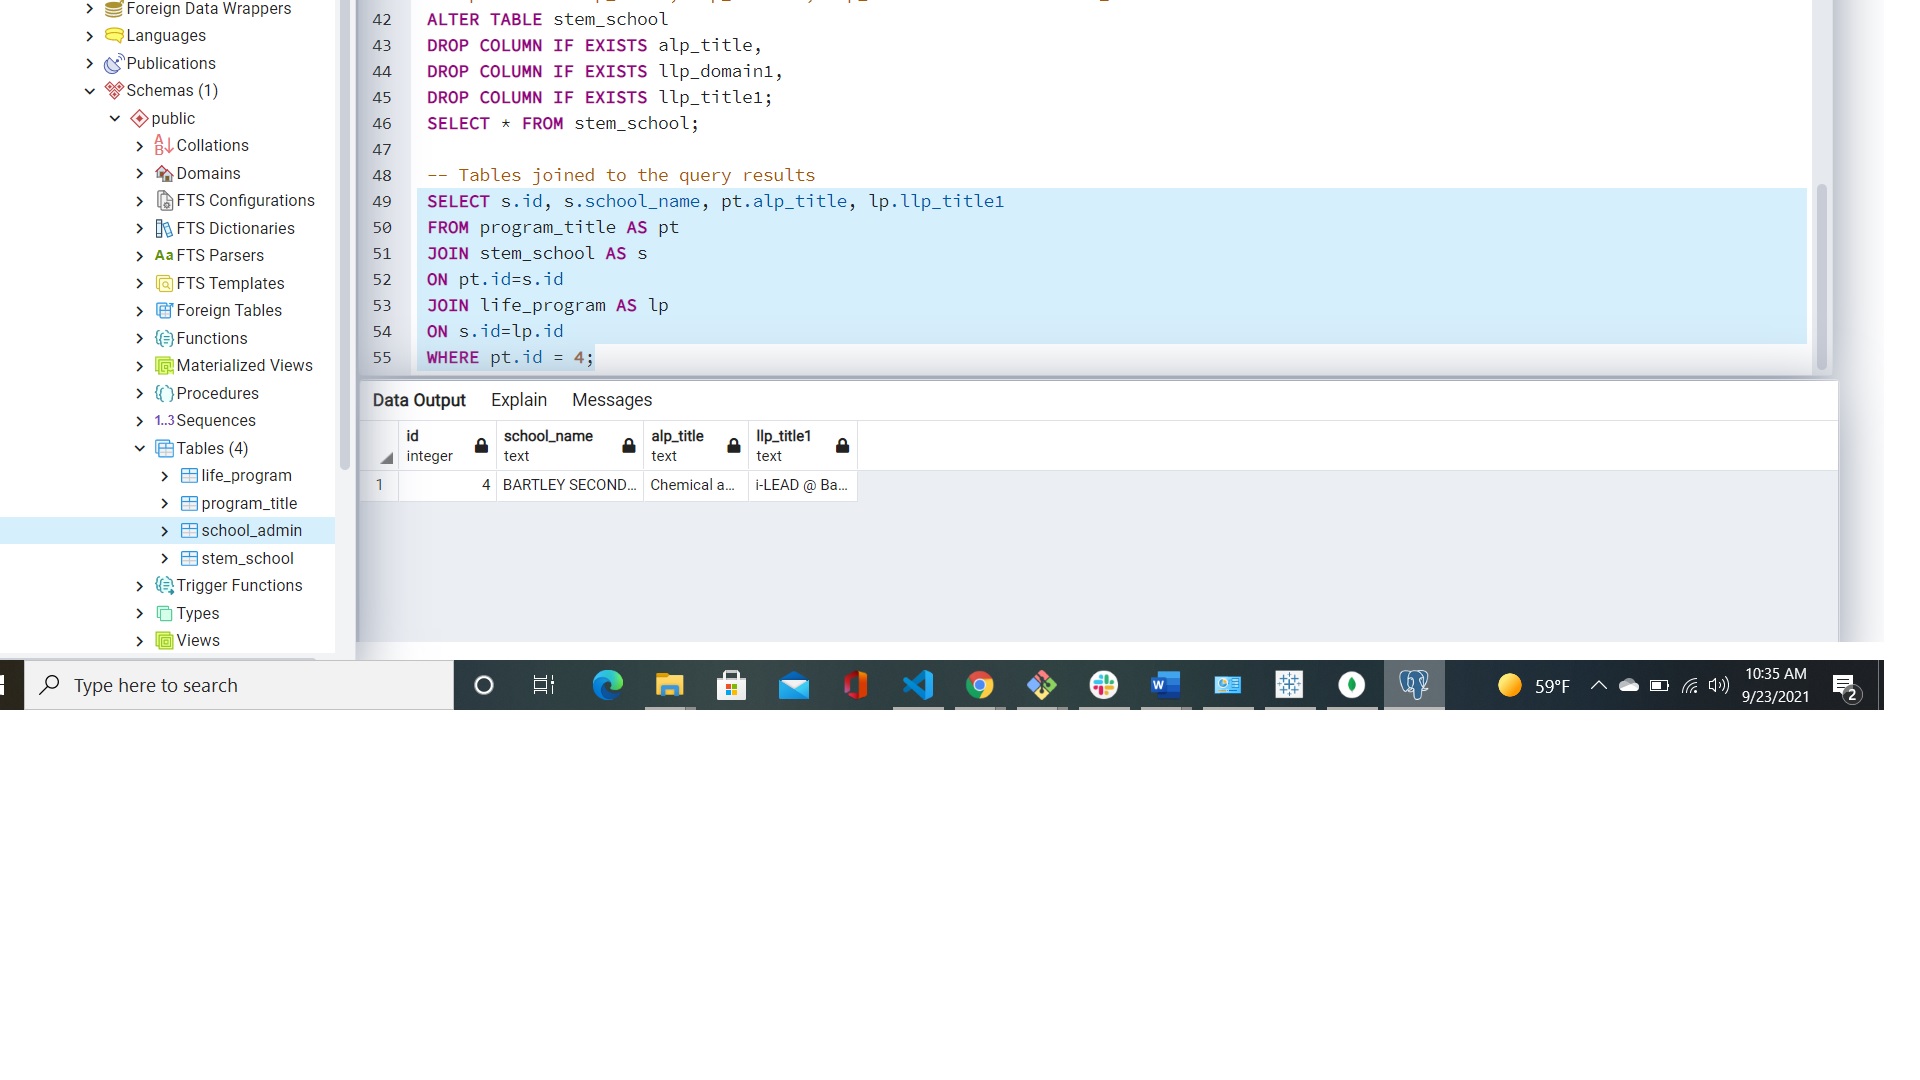 Foreign Data Wrappers
Languages
Publications
Schemas (1)
public
Collations
Domains
FTS Configurations
FTS Dictionaries
Aa FTS Parsers
FTS Templates
Foreign Tables
Functions
Materialized Views
Procedures
1..3 Sequences
Tables (4)
life_program
program_title
school_admin
stem_school
Trigger Functions
Types
Views
42 ALTER TABLE stem_school
43 DROP COLUMN IF EXISTS alp_title,
44 DROP COLUMN IF EXISTS llp_domain1,
45 DROP COLUMN IF EXISTS llp_title1;
46 SELECT * FROM stem_school;
47
48 -- Tables joined to the query results
49 SELECT s.id, s.school_name, pt.alp_title, lp.llp_title1
50 FROM program_title AS pt
51 JOIN stem_school AS s
52 ON pt.id=s.id
53 JOIN life_program AS lp
54 ON s.id=lp.id
55 WHERE pt.id = 4;
Data Output Explain Messages
id school_name alp_title llp_title1
integer text text text
1 4 BARTLEY SECOND... Chemical a... i-LEAD @ Ba...
Type here to search
59°F
10:35 AM
9/23/2021
2